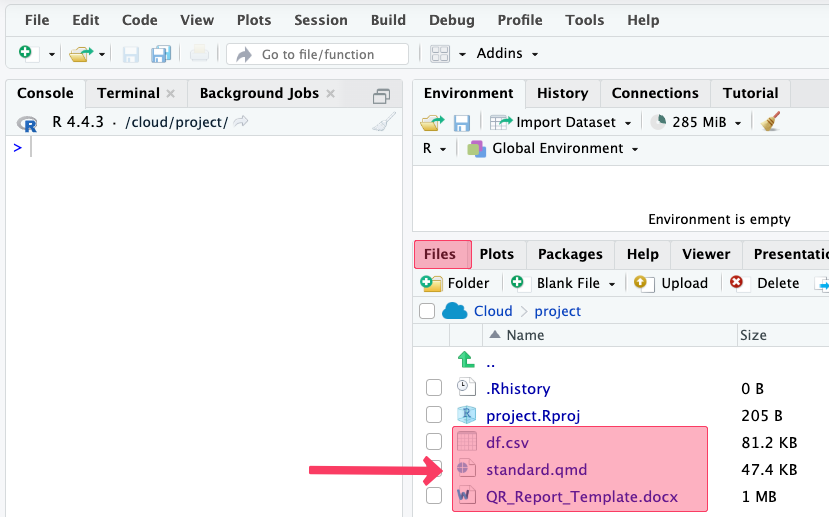 File Edit Code View Plots Session Build Debug Profile Tools Help
Go to file/function Addins
Console Terminal Background Jobs
R 4.4.3 · /cloud/project/
>
Environment History Connections Tutorial
Import Dataset 285 MiB
R Global Environment
Environment is empty
Files Plots Packages Help Viewer Presentatio
Folder Blank File Upload Delete
Cloud project
Name Size
..
.Rhistory 0 B
project.Rproj 205 B
df.csv 81.2 KB
standard.qmd 47.4 KB
QR_Report_Template.docx 1 MB